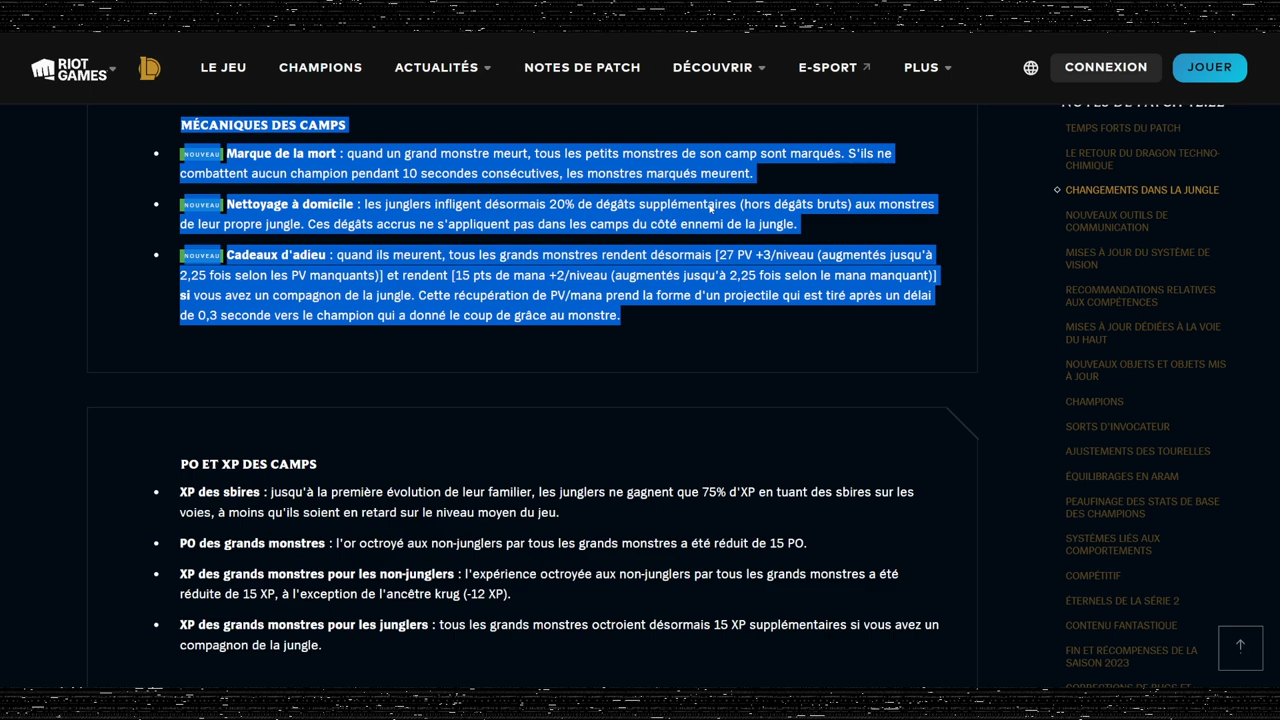 RIOT GAMES
LE JEU
CHAMPIONS
ACTUALITÉS
NOTES DE PATCH
DÉCOUVRIR
E-SPORT
PLUS
CONNEXION
JOUER
MÉCANIQUES DES CAMPS
NOUVEAU Marque de la mort : quand un grand monstre meurt, tous les petits monstres de son camp sont marqués. S'ils ne
combattent aucun champion pendant 10 secondes consécutives, les monstres marqués meurent.
NOUVEAU Nettoyage à domicile : les junglers infligent désormais 20% de dégâts supplémentaires (hors dégâts bruts) aux monstres
de leur propre jungle. Ces dégâts accrus ne s’appliquent pas dans les camps du côté ennemi de la jungle.
NOUVEAU Cadeaux d'adieu : quand ils meurent, tous les grands monstres rendent désormais [27 PV +3/niveau (augmentés jusqu'à
2,25 fois selon les PV manquants)] et rendent [15 pts de mana +2/niveau (augmentés jusqu'à 2,25 fois selon le mana manquant)]
si vous avez un compagnon de la jungle. Cette récupération de PV/mana prend la forme d'un projectile qui est tiré après un délai
de 0,3 seconde vers le champion qui a donné le coup de grâce au monstre.
PO ET XP DES CAMPS
XP des sbires : jusqu'à la première évolution de leur familier, les junglers ne gagnent que 75% d'XP en tuant des sbires sur les
voies, à moins qu'ils soient en retard sur le niveau moyen du jeu.
PO des grands monstres : l'or octroyé aux non-junglers par tous les grands monstres a été réduit de 15 PO.
XP des grands monstres pour les non-junglers : l'expérience octroyée aux non-junglers par tous les grands monstres a été
réduite de 15 XP, à l'exception de l'ancêtre krug (-12 XP).
XP des grands monstres pour les junglers : tous les grands monstres octroient désormais 15 XP supplémentaires si vous avez un
compagnon de la jungle.
TEMPS FORTS DU PATCH
LE RETOUR DU DRAGON TECHNO-
CHIMIQUE
CHANGEMENTS DANS LA JUNGLE
NOUVEAUX OUTILS DE
COMMUNICATION
MISES À JOUR DU SYSTÈME DE
VISION
RECOMMANDATIONS RELATIVES
AUX COMPÉTENCES
MISES À JOUR DÉDIÉES À LA VOIE
DU HAUT
NOUVEAUX OBJETS ET OBJETS MIS
À JOUR
CHAMPIONS
SORTS D'INVOCATEUR
AJUSTEMENTS DES TOURELLES
ÉQUILIBRAGES EN ARAM
PEAUFINAGE DES STATS DE BASE
DES CHAMPIONS
SYSTÈMES LIÉS AUX
COMPORTEMENTS
COMPÉTITIF
ÉTERNELS DE LA SÉRIE 2
CONTENU FANTASTIQUE
FIN ET RÉCOMPENSES DE LA
SAISON 2023